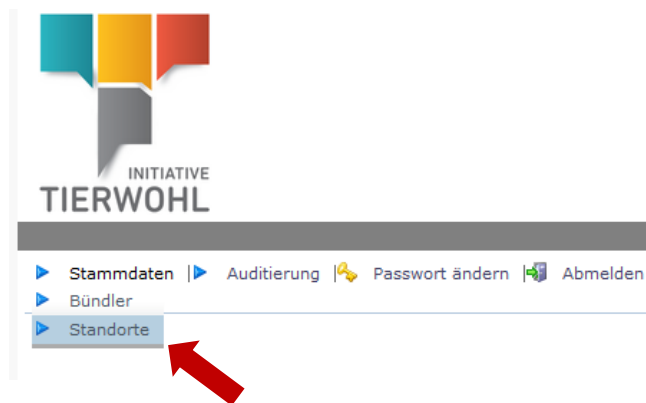 INITIATIVE
TIERWOHL
Stammdaten | Auditierung | Passwort ändern | Abmelden
Bündler
Standorte